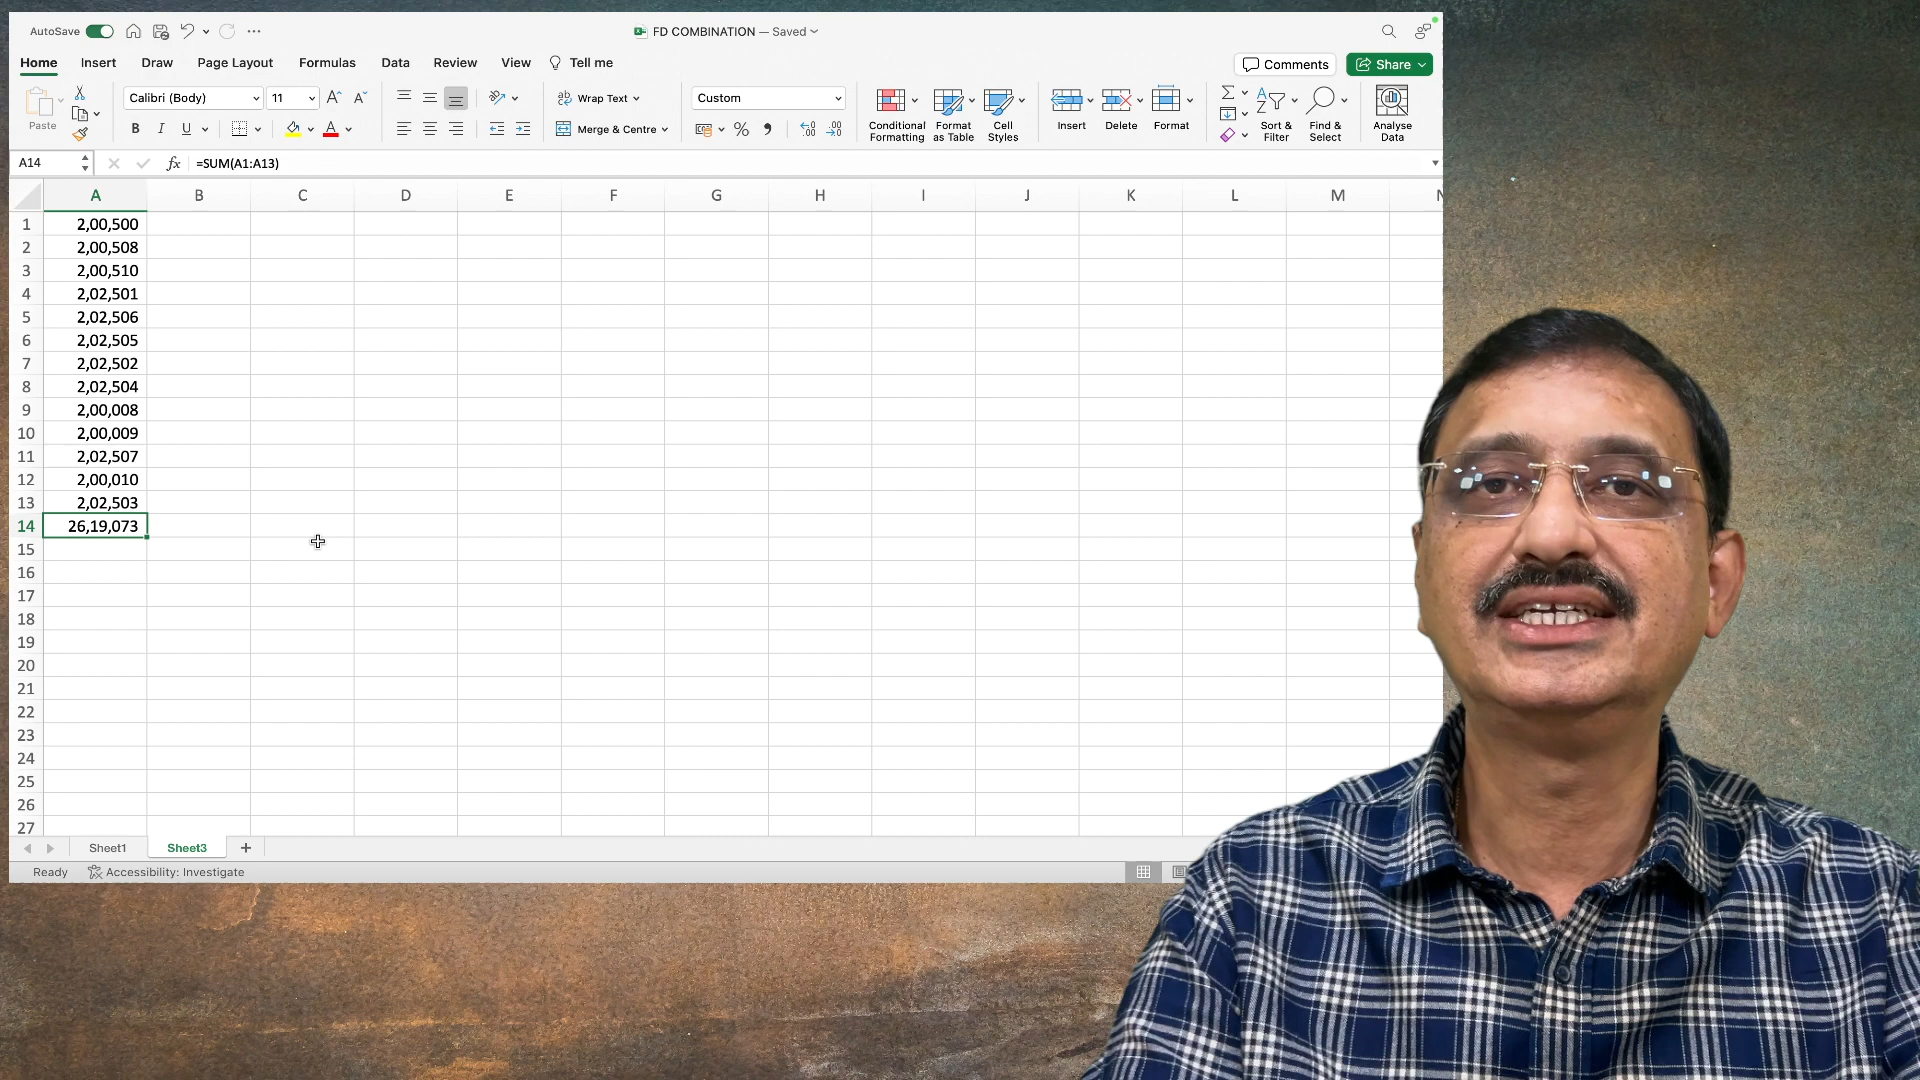 AutoSave
FD COMBINATION — Saved
Home Insert Draw Page Layout Formulas Data Review View Tell me
Comments Share
Paste
Calibri (Body) 11
B I U
Wrap Text
Merge & Centre
Custom
Conditional Formatting
Format as Table
Cell Styles
Insert Delete Format
Sort & Filter
Find & Select
Analyse Data
A14 fx =SUM(A1:A13)
A B C D E F G H I J K L M
1 2,00,500
2 2,00,508
3 2,00,510
4 2,02,501
5 2,02,506
6 2,02,505
7 2,02,502
8 2,02,504
9 2,00,008
10 2,00,009
11 2,02,507
12 2,00,010
13 2,02,503
14 26,19,073
15
16
17
18
19
20
21
22
23
24
25
26
27
Sheet1 Sheet3 +
Ready Accessibility: Investigate